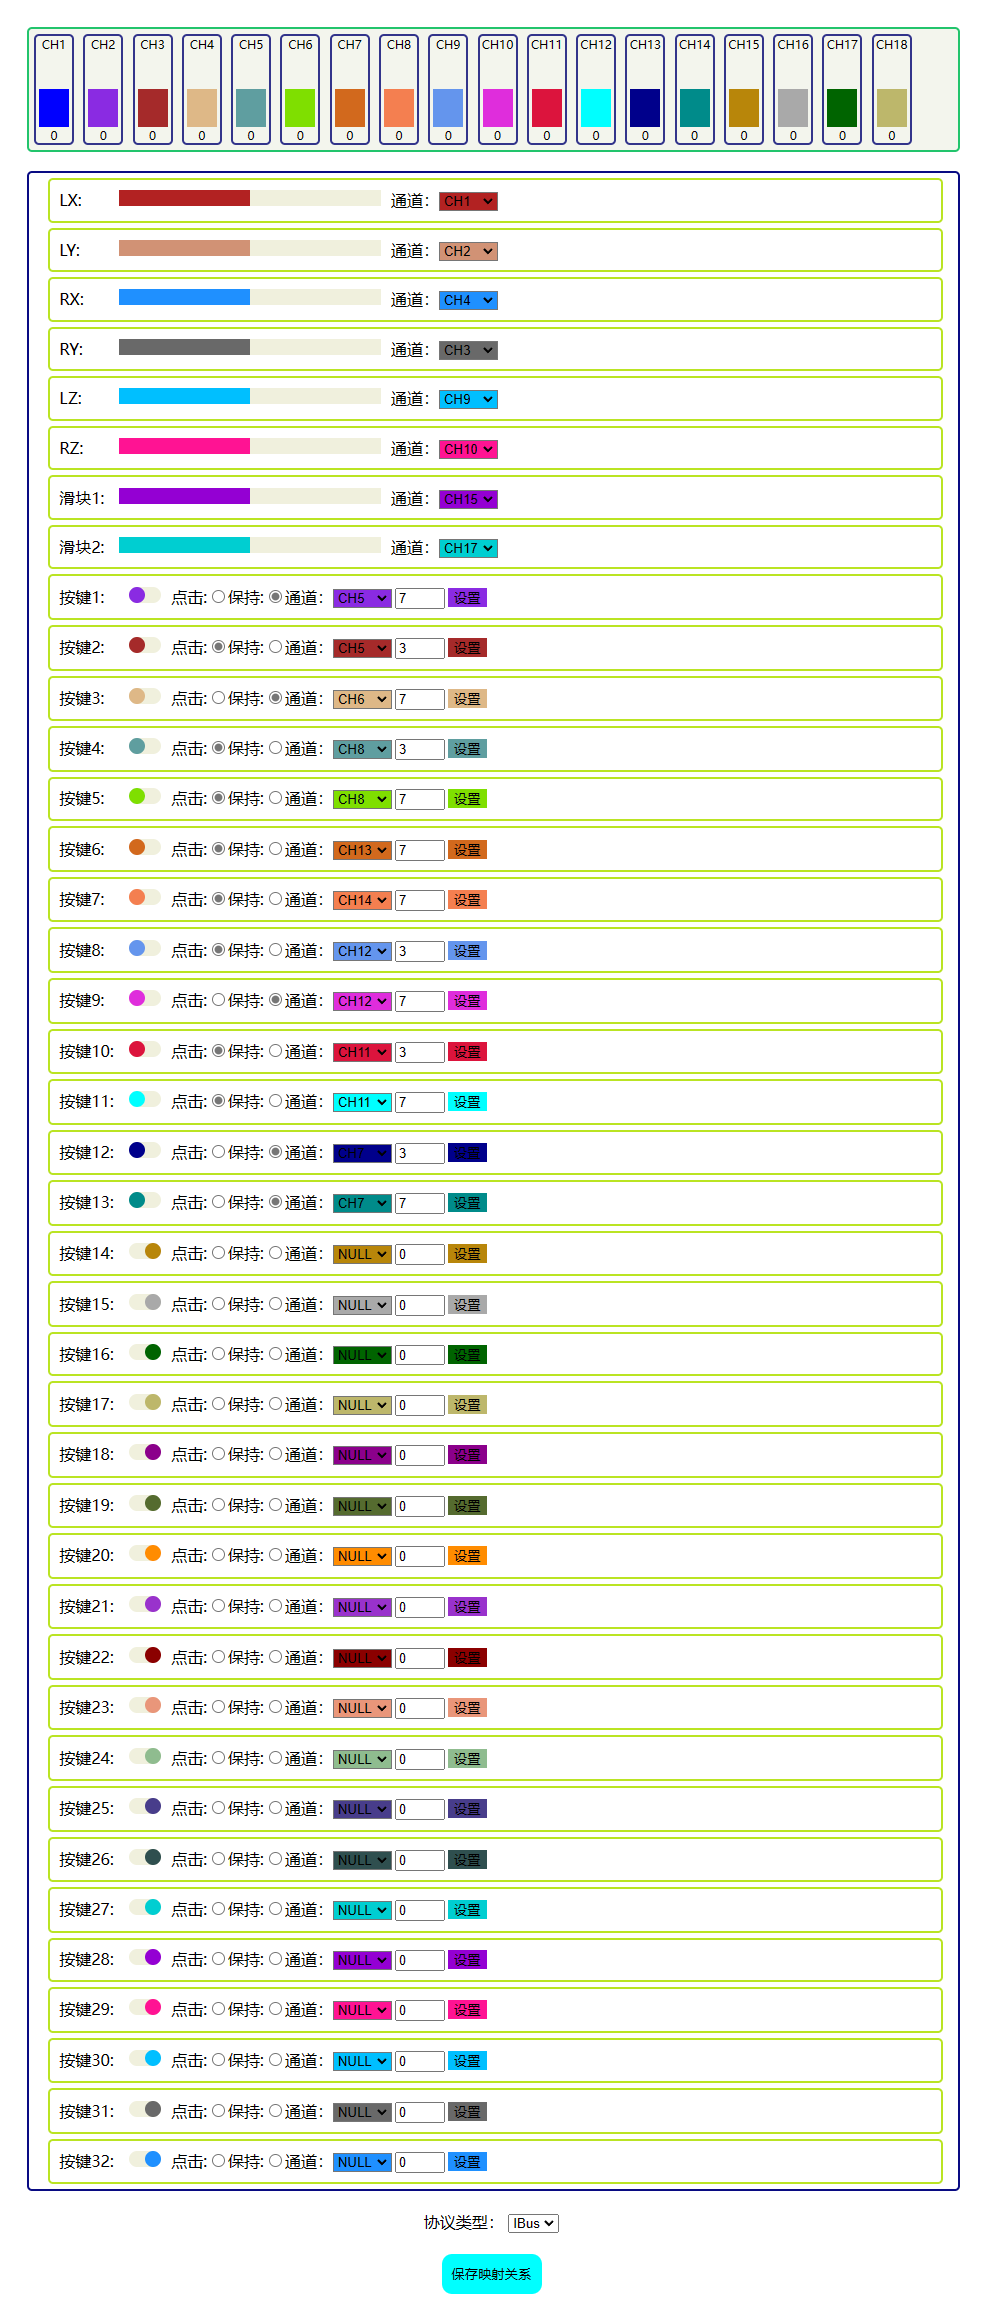 CH1 CH2 CH3 CH4 CH5 CH6 CH7 CH8 CH9 CH10 CH11 CH12 CH13 CH14 CH15 CH16 CH17 CH18
0 0 0 0 0 0 0 0 0 0 0 0 0 0 0 0 0 0
LX: 通道: CH1
LY: 通道: CH2
RX: 通道: CH4
RY: 通道: CH3
LZ: 通道: CH9
RZ: 通道: CH10
滑块1: 通道: CH15
滑块2: 通道: CH17
按键1: 点击: 保持: 通道: CH5 7 设置
按键2: 点击: 保持: 通道: CH5 3 设置
按键3: 点击: 保持: 通道: CH6 7 设置
按键4: 点击: 保持: 通道: CH8 3 设置
按键5: 点击: 保持: 通道: CH8 7 设置
按键6: 点击: 保持: 通道: CH13 7 设置
按键7: 点击: 保持: 通道: CH14 7 设置
按键8: 点击: 保持: 通道: CH12 3 设置
按键9: 点击: 保持: 通道: CH12 7 设置
按键10: 点击: 保持: 通道: CH11 3 设置
按键11: 点击: 保持: 通道: CH11 7 设置
按键12: 点击: 保持: 通道: CH7 3 设置
按键13: 点击: 保持: 通道: CH7 7 设置
按键14: 点击: 保持: 通道: NULL 0 设置
按键15: 点击: 保持: 通道: NULL 0 设置
按键16: 点击: 保持: 通道: NULL 0 设置
按键17: 点击: 保持: 通道: NULL 0 设置
按键18: 点击: 保持: 通道: NULL 0 设置
按键19: 点击: 保持: 通道: NULL 0 设置
按键20: 点击: 保持: 通道: NULL 0 设置
按键21: 点击: 保持: 通道: NULL 0 设置
按键22: 点击: 保持: 通道: NULL 0 设置
按键23: 点击: 保持: 通道: NULL 0 设置
按键24: 点击: 保持: 通道: NULL 0 设置
按键25: 点击: 保持: 通道: NULL 0 设置
按键26: 点击: 保持: 通道: NULL 0 设置
按键27: 点击: 保持: 通道: NULL 0 设置
按键28: 点击: 保持: 通道: NULL 0 设置
按键29: 点击: 保持: 通道: NULL 0 设置
按键30: 点击: 保持: 通道: NULL 0 设置
按键31: 点击: 保持: 通道: NULL 0 设置
按键32: 点击: 保持: 通道: NULL 0 设置
协议类型: IBus
保存映射关系